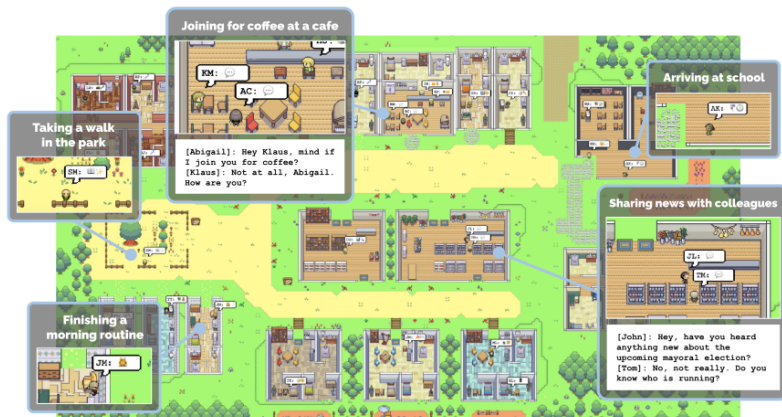 Joining for coffee at a cafe
KM:
AC:
[Abigail]: Hey Klaus, mind if
I join you for coffee?
[Klaus]: Not at all, Abigail.
How are you?
Arriving at school
AK:
Taking a walk
in the park
SM:
Sharing news with colleagues
JL:
TM:
[John]: Hey, have you heard
anything new about the
upcoming mayoral election?
[Tom]: No, not really. Do you
know who is running?
Finishing a
morning routine
JM: